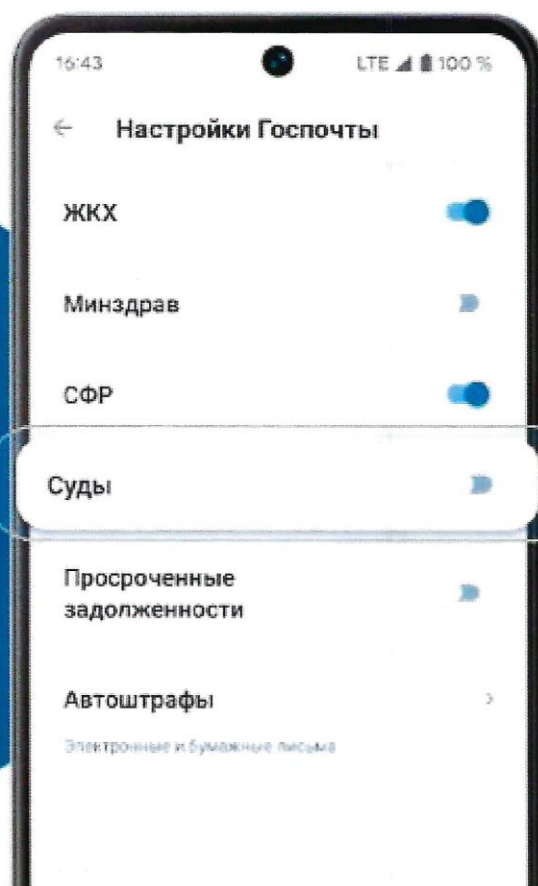 16:43 LTE 100 %
Настройки Госпочты
ЖКХ
Минздрав
СФР
Суды
Просроченные
задолженности
Автоштрафы
Электронные и бумажные письма